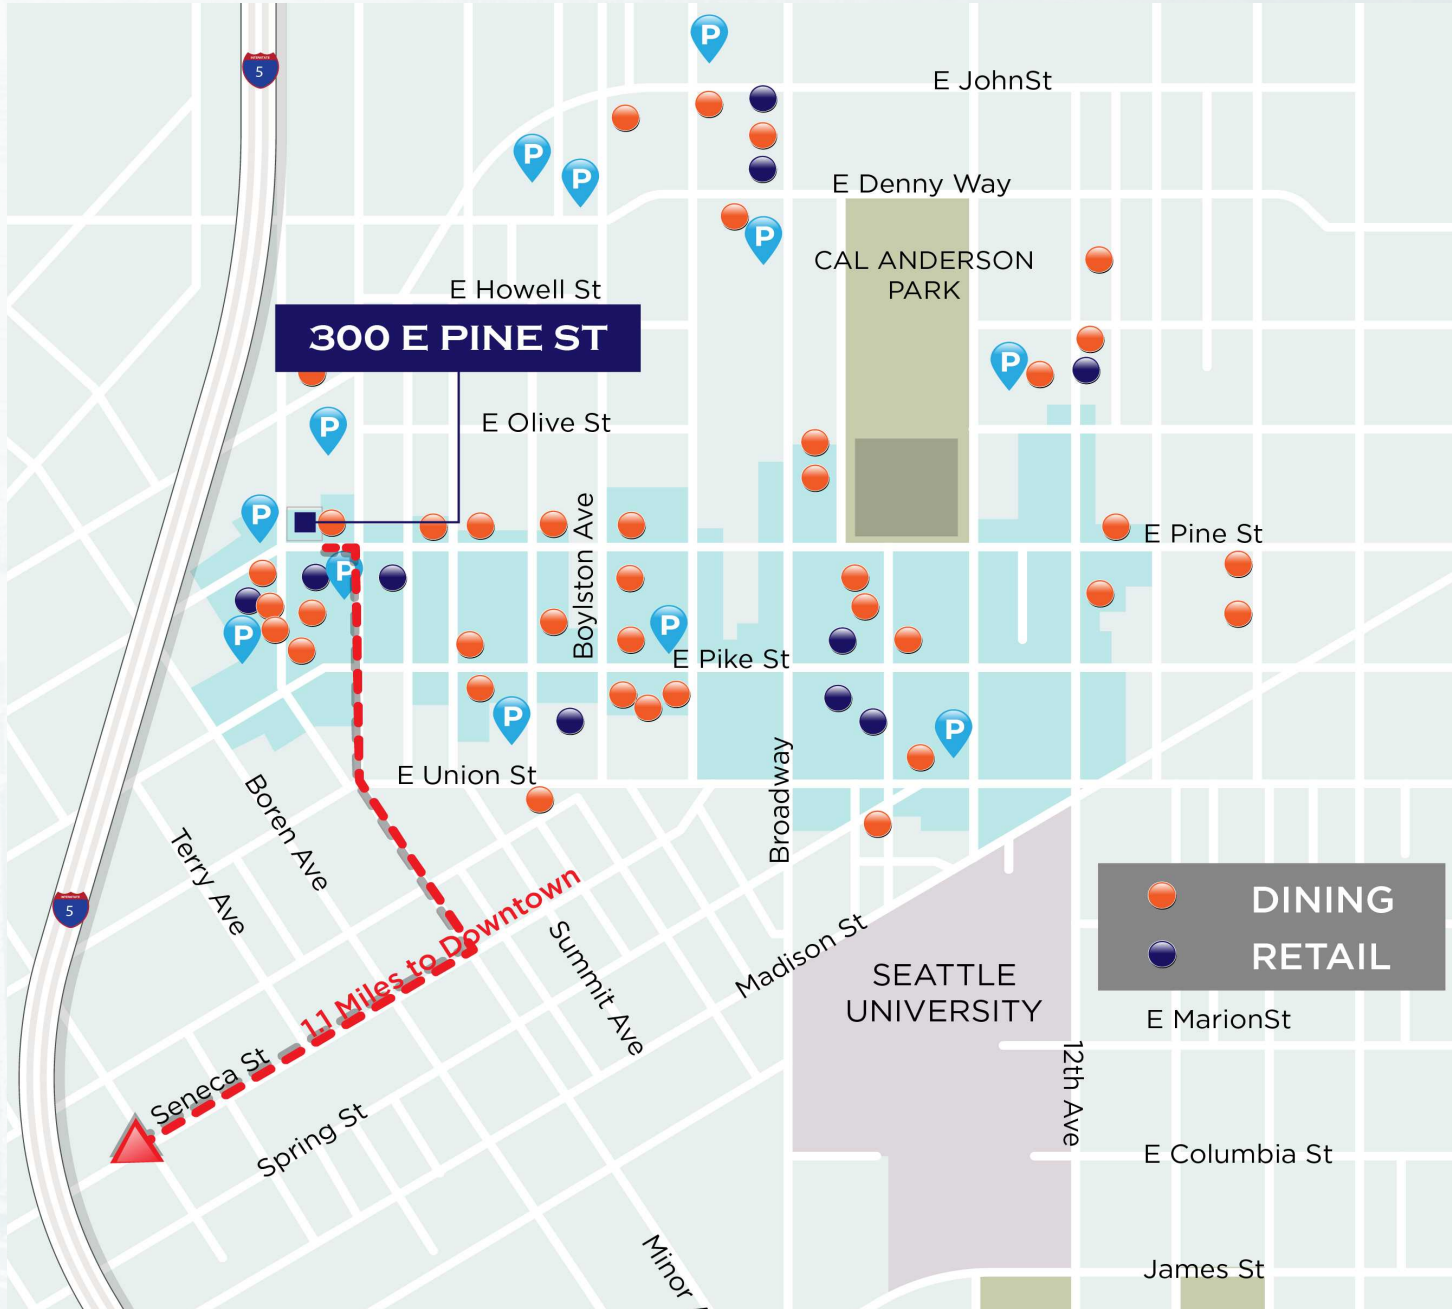 P
E JohnSt
5
P
P
E Denny Way
P
CAL ANDERSON
PARK
E Howell St
300 E PINE ST
P
E Olive St
P
P
E Pine St
Boylston Ave
P
P
P
E Pike St
P
P
E Union St
Broadway
Boren Ave
Terry Ave
5
1.1 Miles to Downtown
Summit Ave
Madison St
DINING
RETAIL
SEATTLE
UNIVERSITY
E MarionSt
12th Ave
Seneca St
Spring St
E Columbia St
Minor
James St